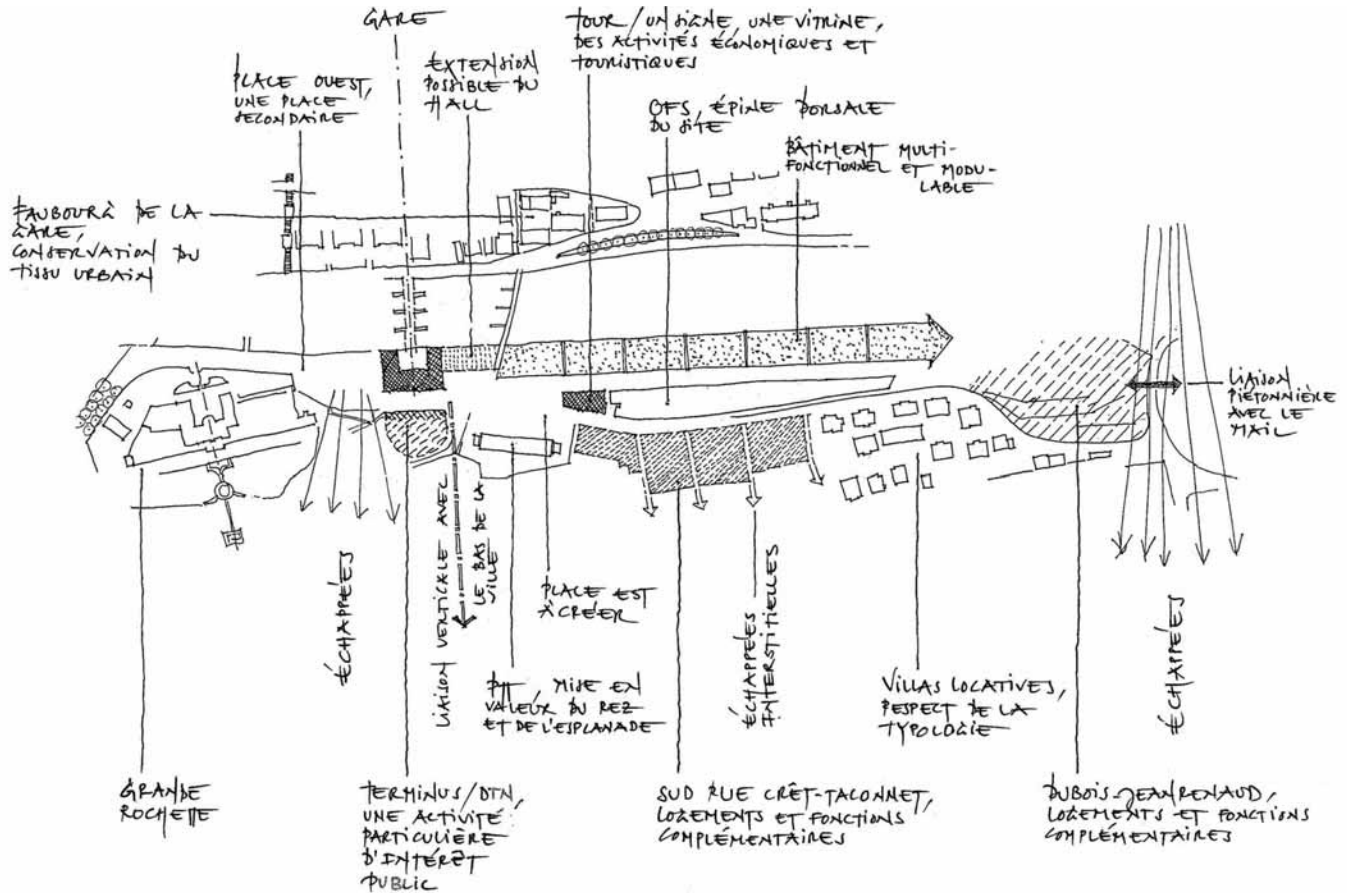 GARE
TOUR/UN SIGNE, UNE VITRINE,
DES ACTIVITÉS ÉCONOMIQUES ET
TOURISTIQUES
PLACE OUEST,
UNE PLACE
SECONDAIRE
EXTENSION
POSSIBLE DU
HALL
OFS, ÉPINE DORSALE
DU SITE
BÂTIMENT MULTI-
FONCTIONNEL ET MODU-
LABLE
FAUBOURG DE LA
GARE,
CONSERVATION DU
TISSU URBAIN
LIAISON
PIÉTONNIÈRE
AVEC LE
MAIL
ÉCHAPPÉES
LIAISON VERTICALE AVEC
LE BAS DE LA
VILLE
PLACE EST
À CRÉER
PTT, MISE EN
VALEUR DU REZ
ET DE L'ESPLANADE
ÉCHAPPÉES
INTERSTITIELLES
VILLAS LOCATIVES,
RESPECT DE LA
TYPOLOGIE
ÉCHAPPÉES
GRANDE
ROCHETTE
TERMINUS/DTN,
UNE ACTIVITÉ
PARTICULIÈRE
D'INTÉRÊT
PUBLIC
SUD RUE CRÊT-TACONNET,
LOGEMENTS ET FONCTIONS
COMPLÉMENTAIRES
DUBOIS-JEANRENAUD,
LOGEMENTS ET FONCTIONS
COMPLÉMENTAIRES